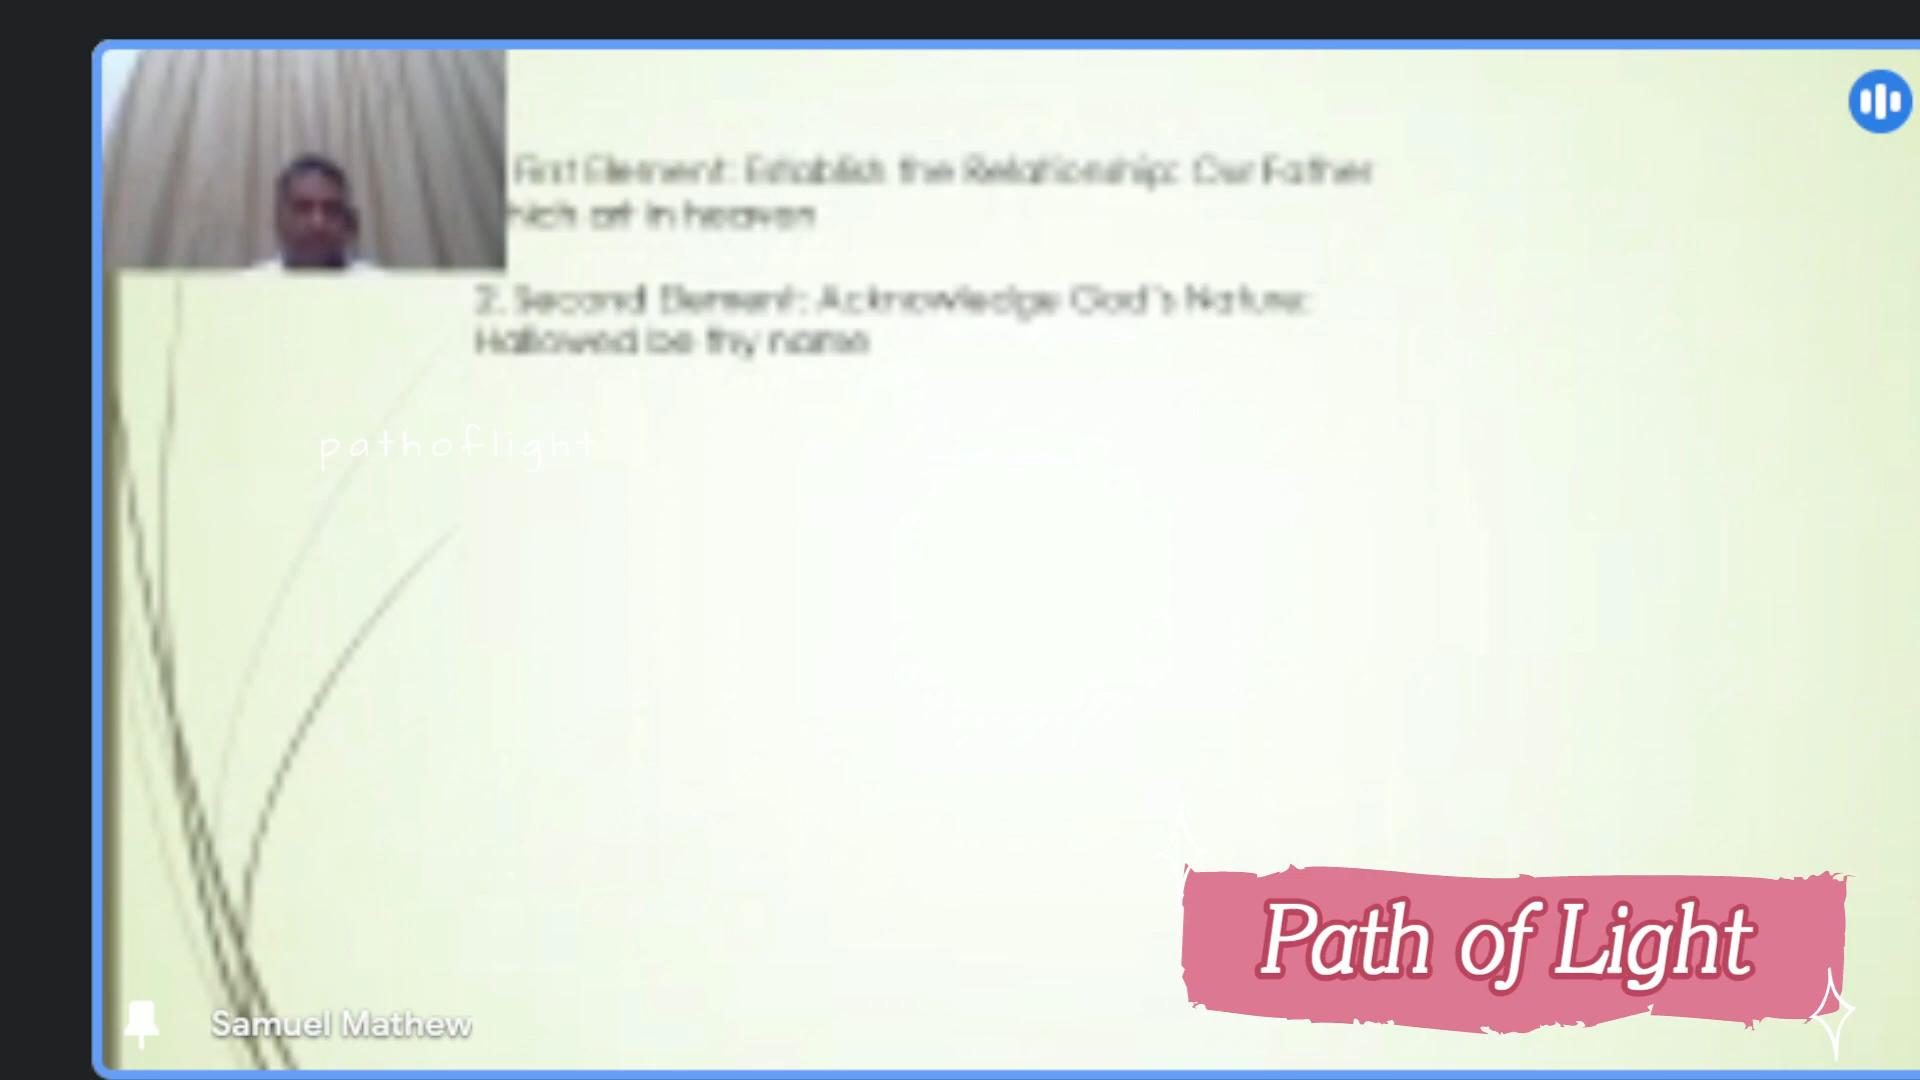 First Element: Establish the Relationship: Our Father
hich art in heaven
2. Second Element: Acknowledge God's Nature:
Hallowed be thy name
pathoflight
Path of Light
Samuel Mathew